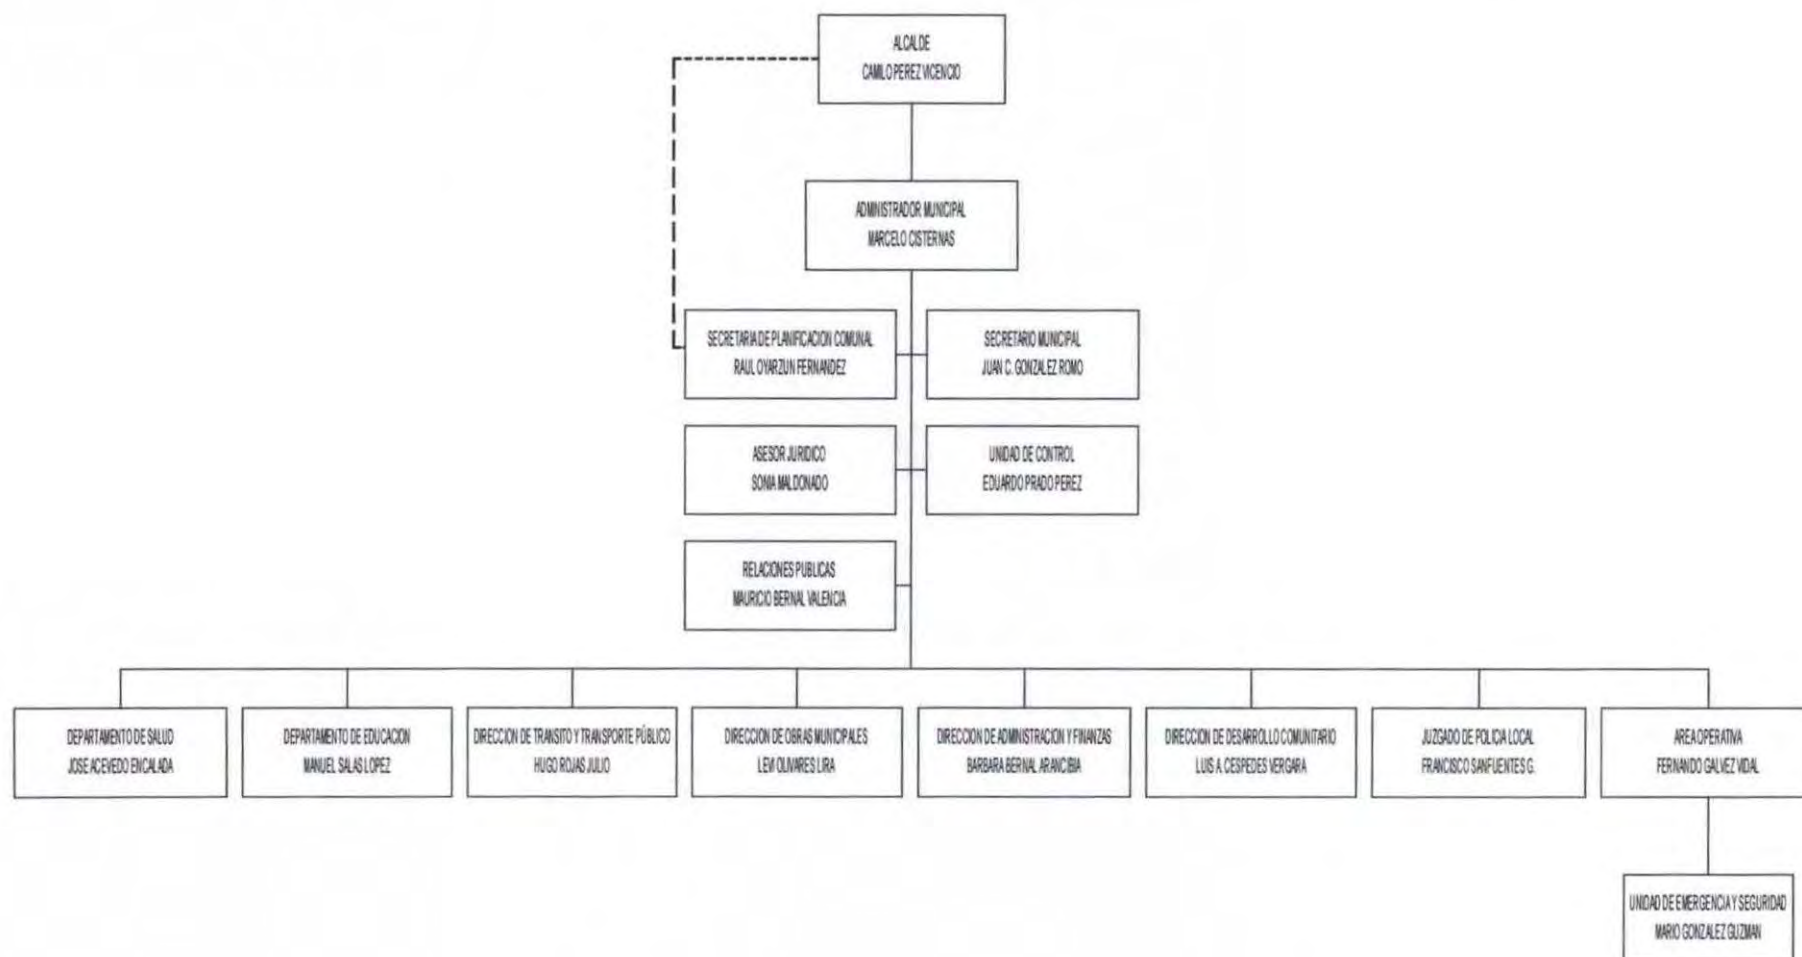 ALCALDE
CAMILO PEREZ VICENCIO
ADMINISTRADOR MUNICIPAL
MARCELO CISTERNAS
SECRETARIA DE PLANIFICACION COMUNAL
RAUL OYARZUN FERNANDEZ
SECRETARIO MUNICIPAL
JUAN C. GONZALEZ ROMO
ASESOR JURIDICO
SONIA MALDONADO
UNIDAD DE CONTROL
EDUARDO PRADO PEREZ
RELACIONES PUBLICAS
MAURICIO BERNAL VALENCIA
DEPARTAMENTO DE SALUD
JOSE ACEVEDO ENCALADA
DEPARTAMENTO DE EDUCACION
MANUEL SALAS LOPEZ
DIRECCION DE TRANSITO Y TRANSPORTE PÚBLICO
HUGO ROJAS JULIO
DIRECCION DE OBRAS MUNICIPALES
LEVI OLIVARES LIRA
DIRECCION DE ADMINISTRACION Y FINANZAS
BARBARA BERNAL ARANCIBIA
DIRECCION DE DESARROLLO COMUNITARIO
LUIS A. CESPEDES VERGARA
JUZGADO DE POLICIA LOCAL
FRANCISCO SANFUENTES G.
AREA OPERATIVA
FERNANDO GALVEZ VIDAL
UNIDAD DE EMERGENCIA Y SEGURIDAD
MARIO GONZALEZ GUZMAN